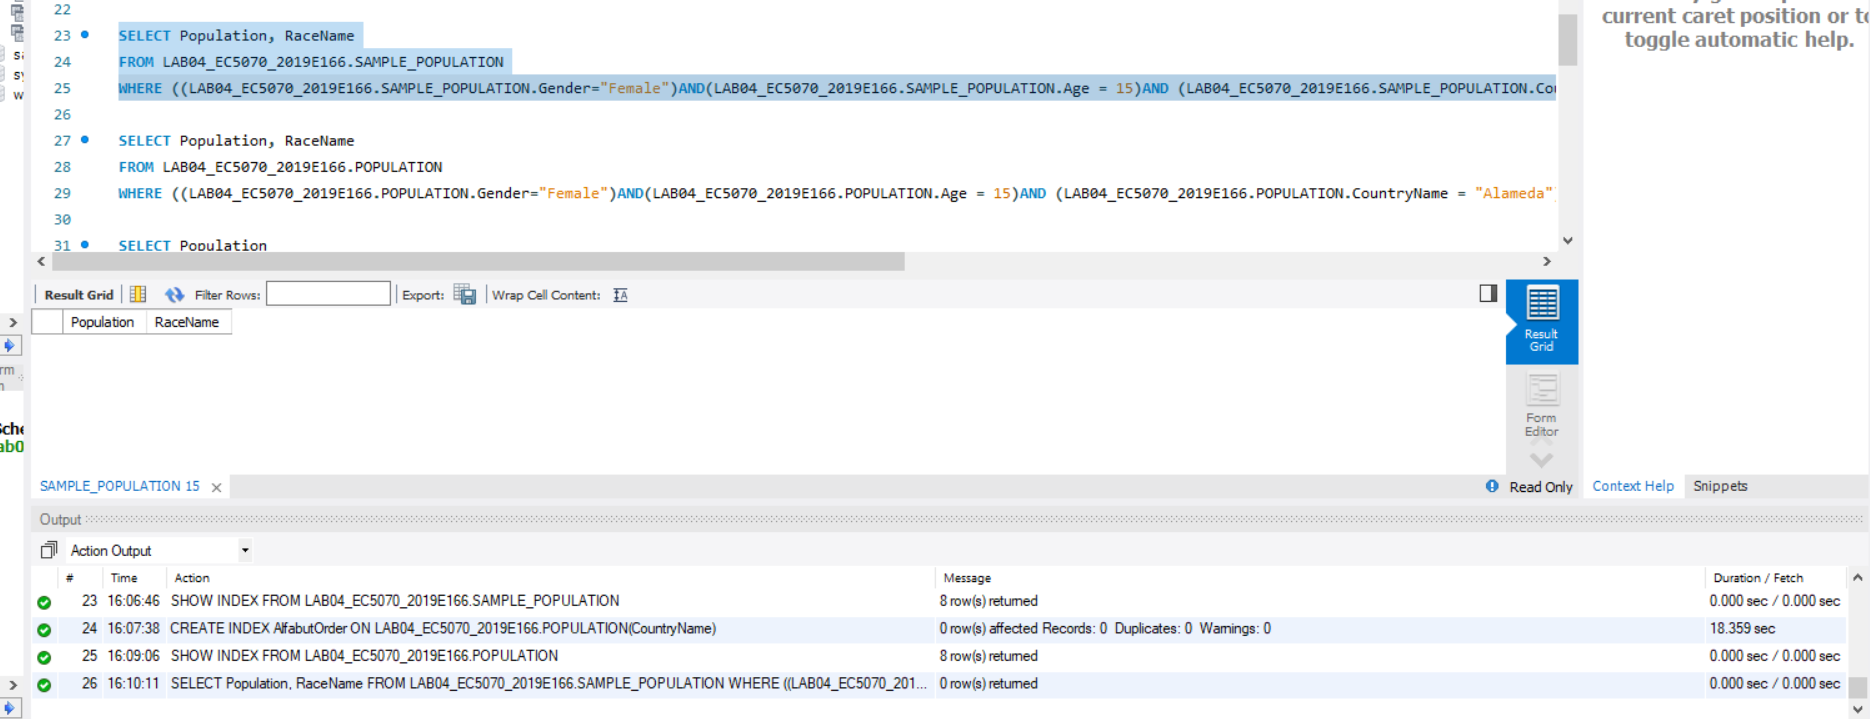 current caret position or to
toggle automatic help.
22
23 SELECT Population, RaceName
24 FROM LAB04_EC5070_2019E166.SAMPLE_POPULATION
25 WHERE ((LAB04_EC5070_2019E166.SAMPLE_POPULATION.Gender="Female")AND(LAB04_EC5070_2019E166.SAMPLE_POPULATION.Age = 15)AND (LAB04_EC5070_2019E166.SAMPLE_POPULATION.Cou
26
27 SELECT Population, RaceName
28 FROM LAB04_EC5070_2019E166.POPULATION
29 WHERE ((LAB04_EC5070_2019E166.POPULATION.Gender="Female")AND(LAB04_EC5070_2019E166.POPULATION.Age = 15)AND (LAB04_EC5070_2019E166.POPULATION.CountryName = "Alameda"
30
31 SELECT Population
Result Grid Filter Rows: Export: Wrap Cell Content:
Population RaceName
Result
Grid
Form
Editor
SAMPLE_POPULATION 15 Read Only Context Help Snippets
Output
Action Output
# Time Action Message Duration / Fetch
23 16:06:46 SHOW INDEX FROM LAB04_EC5070_2019E166.SAMPLE_POPULATION 8 row(s) returned 0.000 sec / 0.000 sec
24 16:07:38 CREATE INDEX AlfabutOrder ON LAB04_EC5070_2019E166.POPULATION(CountryName) 0 row(s) affected Records: 0 Duplicates: 0 Warnings: 0 18.359 sec
25 16:09:06 SHOW INDEX FROM LAB04_EC5070_2019E166.POPULATION 8 row(s) returned 0.000 sec / 0.000 sec
26 16:10:11 SELECT Population, RaceName FROM LAB04_EC5070_2019E166.SAMPLE_POPULATION WHERE ((LAB04_EC5070_201... 0 row(s) returned 0.000 sec / 0.000 sec